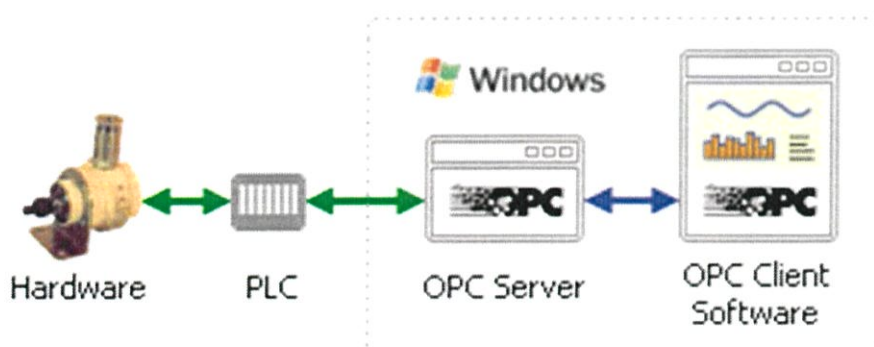 Windows
OPC
OPC
Hardware
PLC
OPC Server
OPC Client
Software